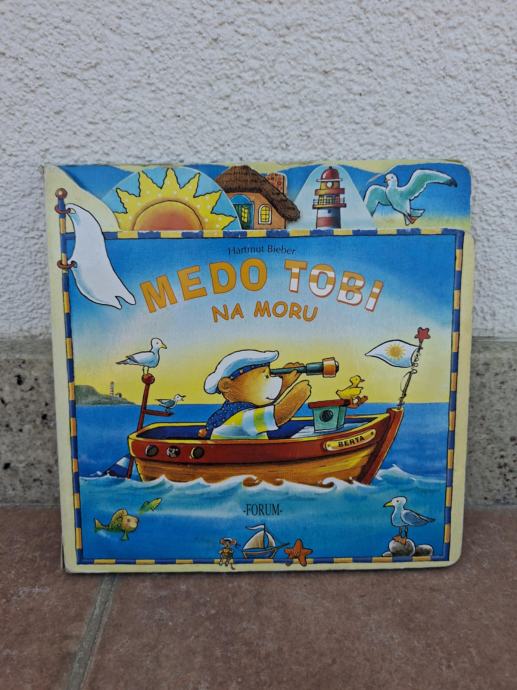 Hartmut Bieber
MEDO TOBI
NA MORU
BERTA
-FORUM-